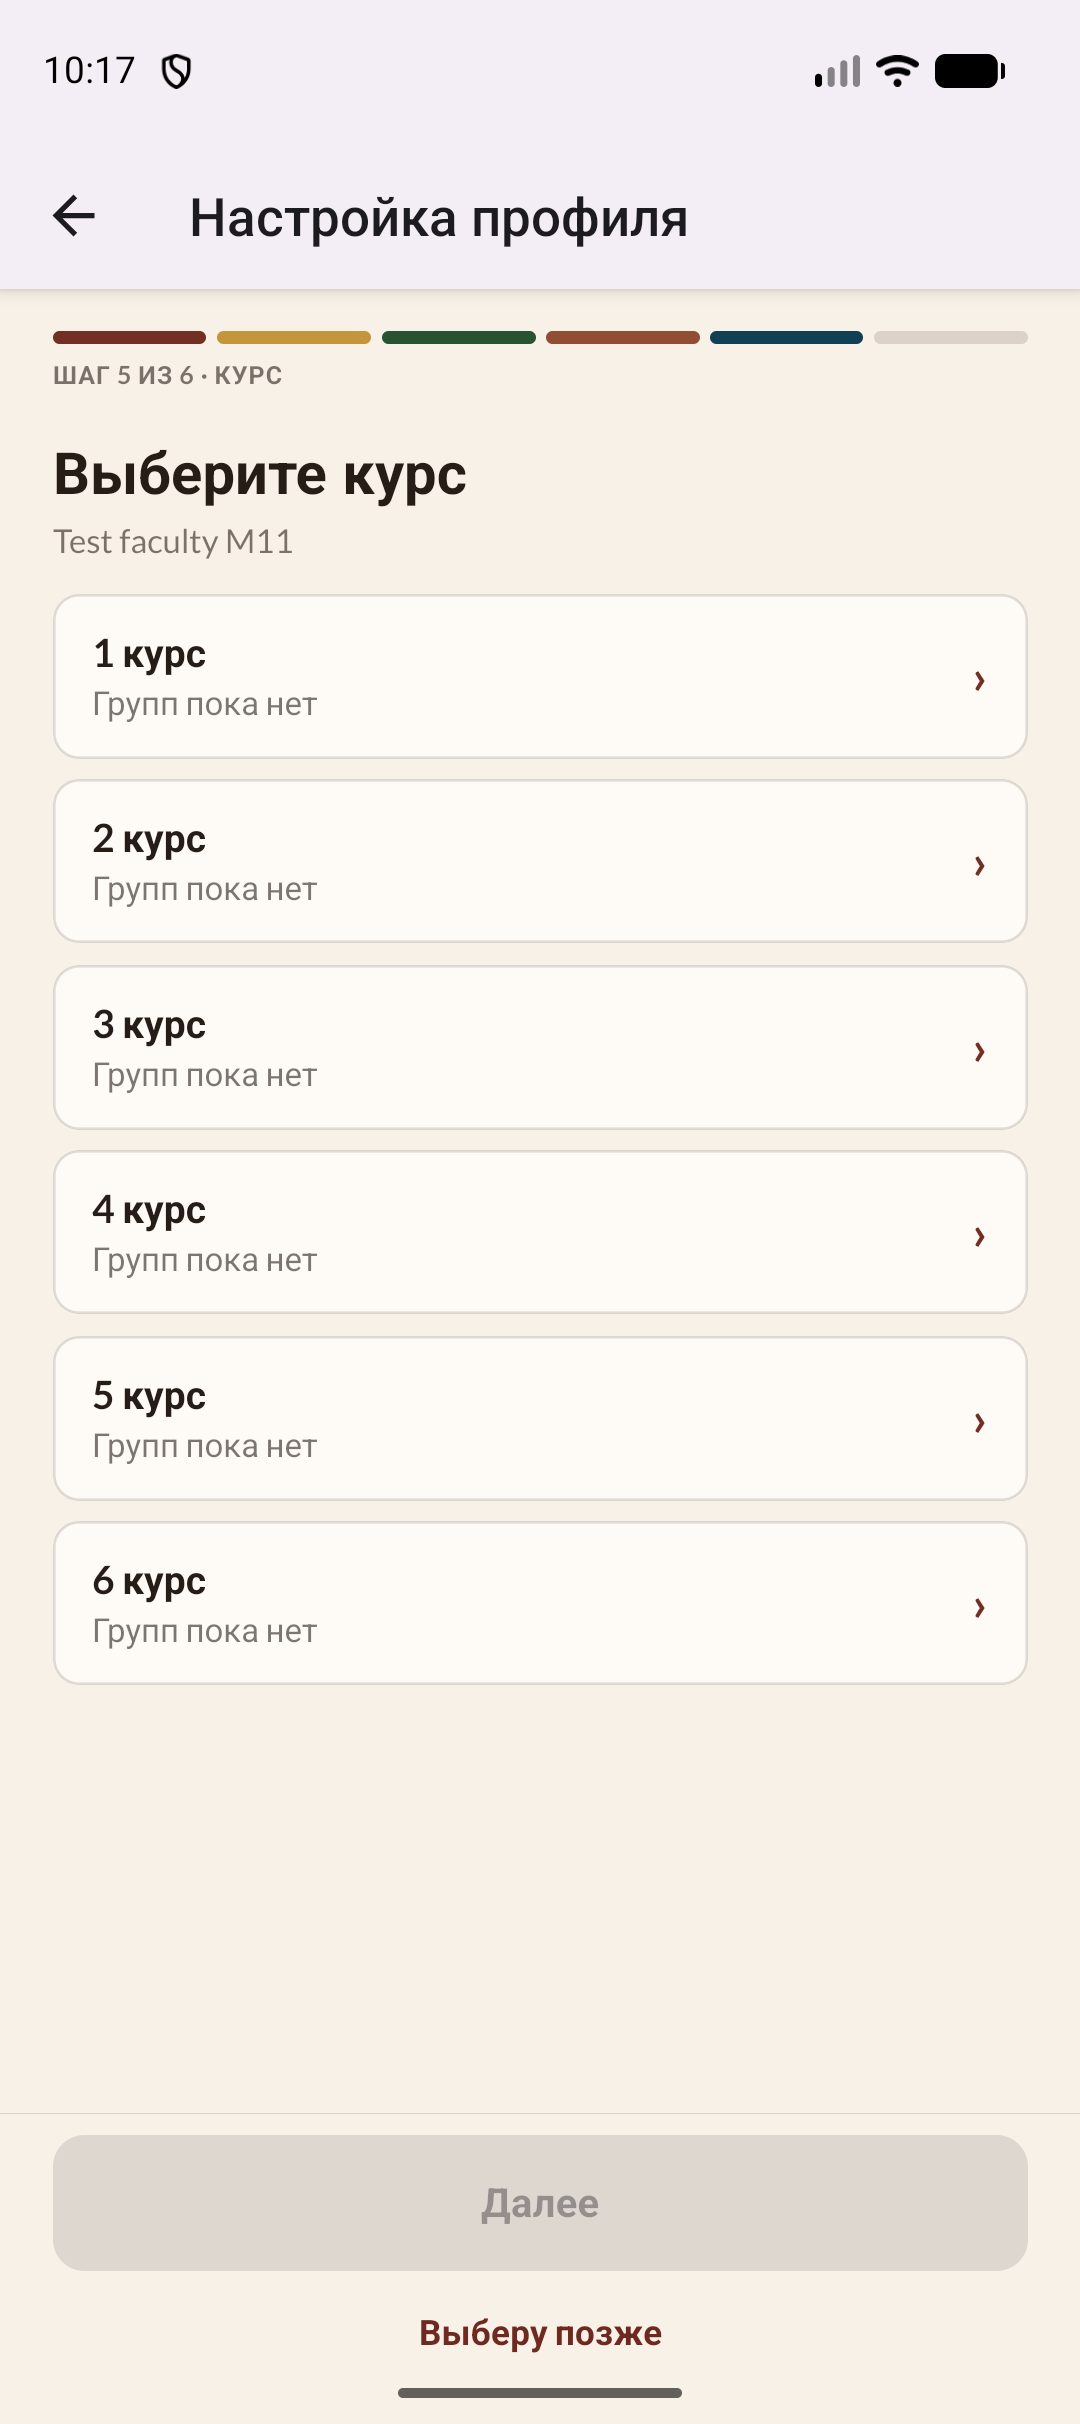 10:17
Настройка профиля
ШАГ 5 ИЗ 6 · КУРС
Выберите курс
Test faculty M11
1 курс
Групп пока нет
›
2 курс
Групп пока нет
›
3 курс
Групп пока нет
›
4 курс
Групп пока нет
›
5 курс
Групп пока нет
›
6 курс
Групп пока нет
›
Далее
Выберу позже